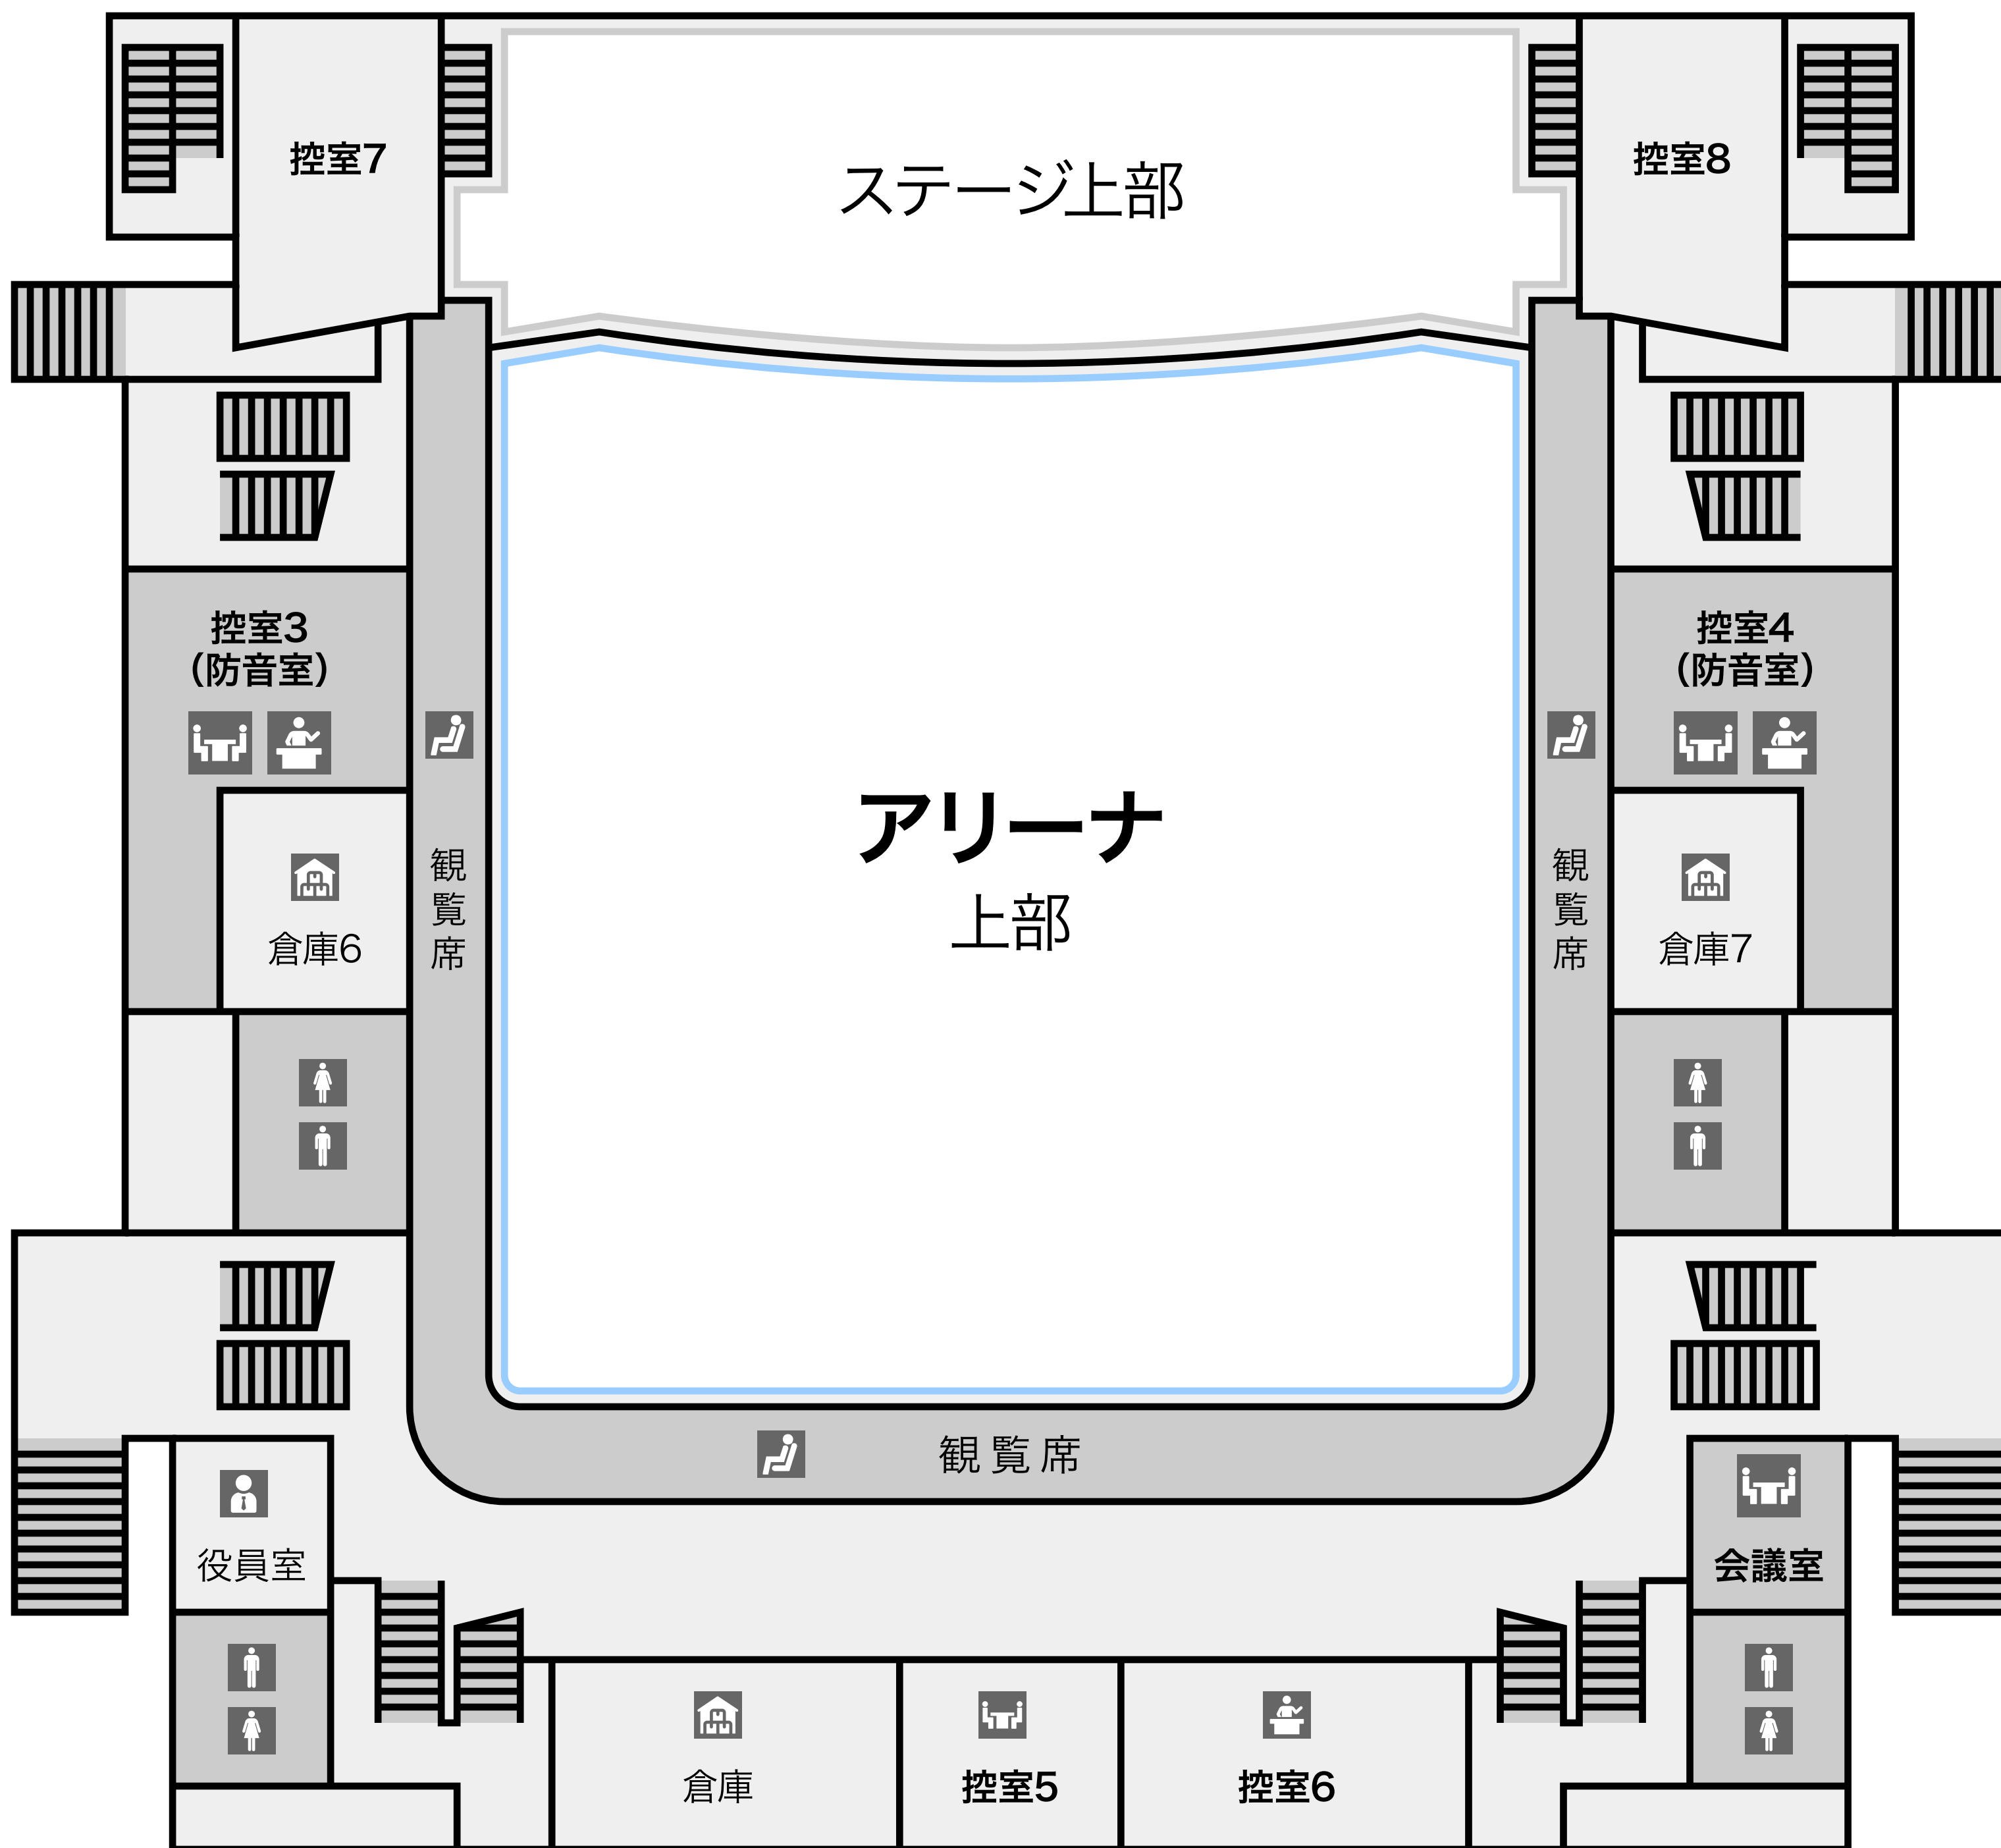 控室7
ステージ上部
控室8
控室3
（防音室）
控室4
（防音室）
アリーナ
上部
観覧席
観覧席
倉庫6
倉庫7
観覧席
役員室
会議室
倉庫
控室5
控室6